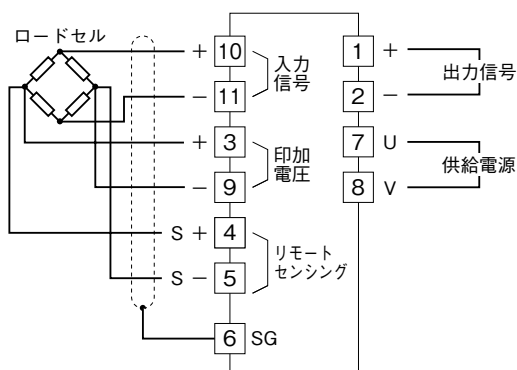 ロードセル
+ 10
- 11
入力
信号
+ 3
- 9
印加
電圧
S + 4
S - 5
リモート
センシング
6 SG
1 +
2 -
出力信号
7 U
8 V
供給電源